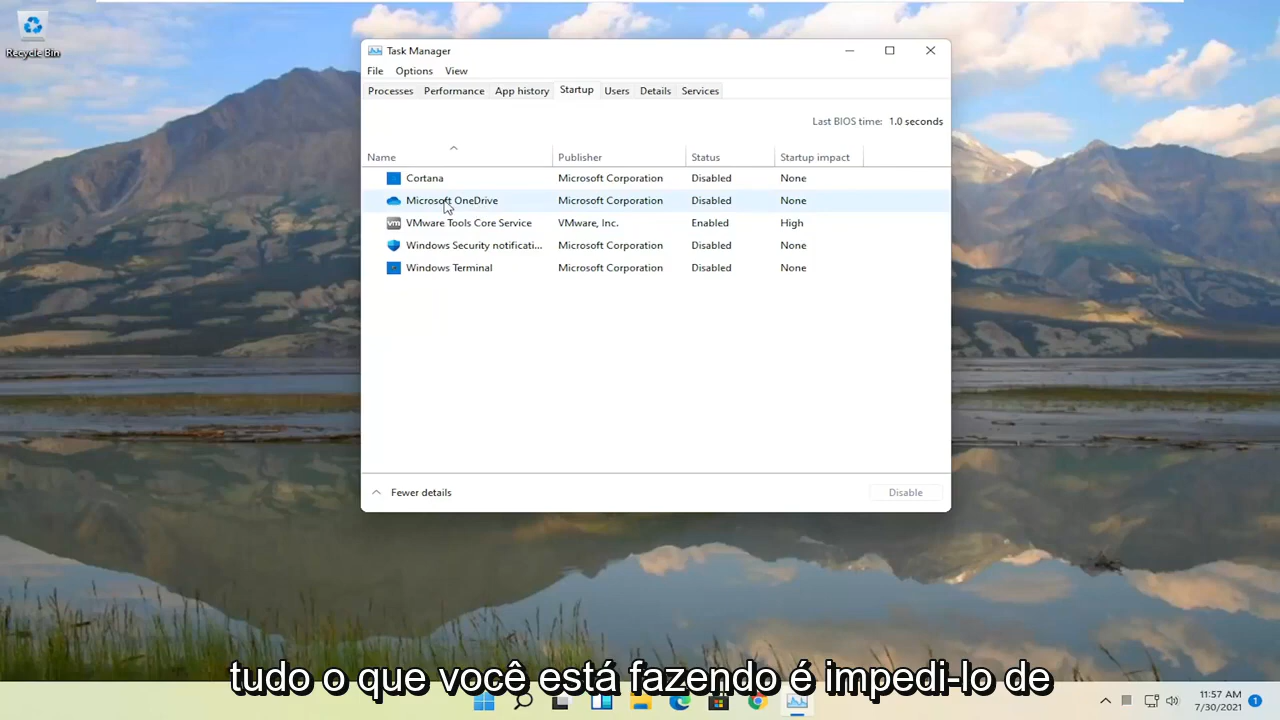 Recycle Bin
Task Manager
File Options View
Processes Performance App history Startup Users Details Services
Last BIOS time: 1.0 seconds
Name Publisher Status Startup impact
Cortana Microsoft Corporation Disabled None
Microsoft OneDrive Microsoft Corporation Disabled None
vm VMware Tools Core Service VMware, Inc. Enabled High
Windows Security notificati... Microsoft Corporation Disabled None
Windows Terminal Microsoft Corporation Disabled None
Fewer details Disable
tudo o que você está fazendo é impedi-lo de
11:57 AM
7/30/2021
1